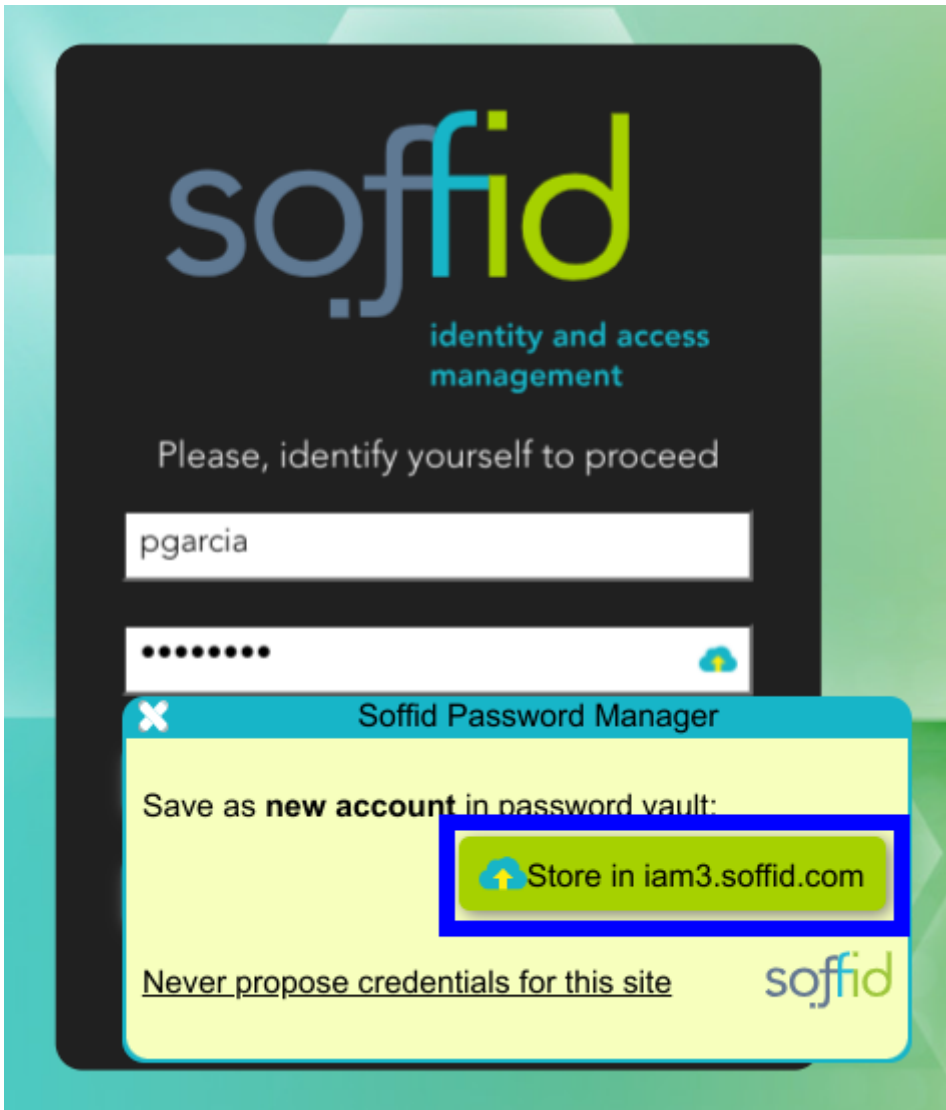 soffid
identity and access
management
Please, identify yourself to proceed
pgarcia
••••••••
Soffid Password Manager
Save as new account in password vault:
Store in iam3.soffid.com
Never propose credentials for this site
soffid